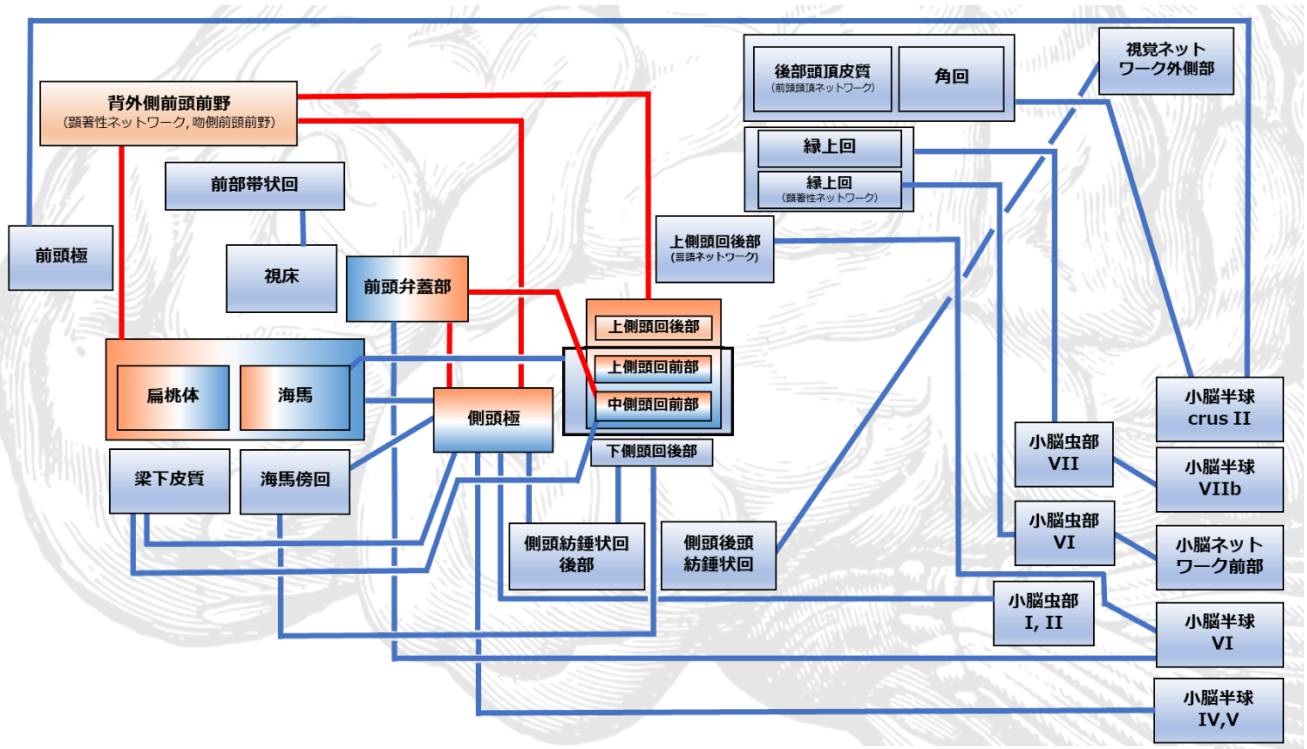 視覚ネット
ワーク外側部
後部頭頂皮質
(前頭頭頂ネットワーク)
角回
背外側前頭前野
(顕著性ネットワーク, 吻側前頭前野)
縁上回
縁上回
(顕著性ネットワーク)
前部帯状回
前頭極
視床
上側頭回後部
(言語ネットワーク)
前頭弁蓋部
上側頭回後部
上側頭回前部
中側頭回前部
扁桃体
海馬
側頭極
下側頭回後部
梁下皮質
海馬傍回
側頭紡錘状回
後部
側頭後頭
紡錘状回
小脳半球
crus II
小脳虫部
VII
小脳半球
VIIb
小脳虫部
VI
小脳ネット
ワーク前部
小脳虫部
I, II
小脳半球
VI
小脳半球
IV,V